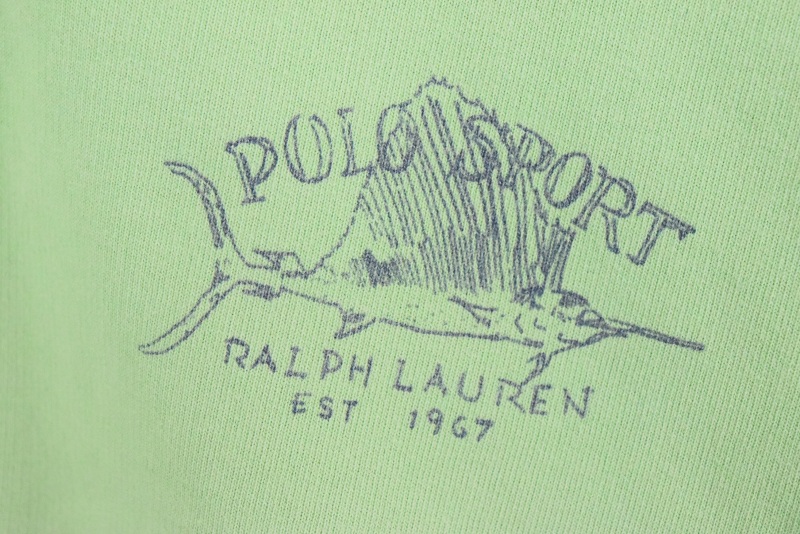 POLO SPORT
RALPH LAUREN
EST 1967